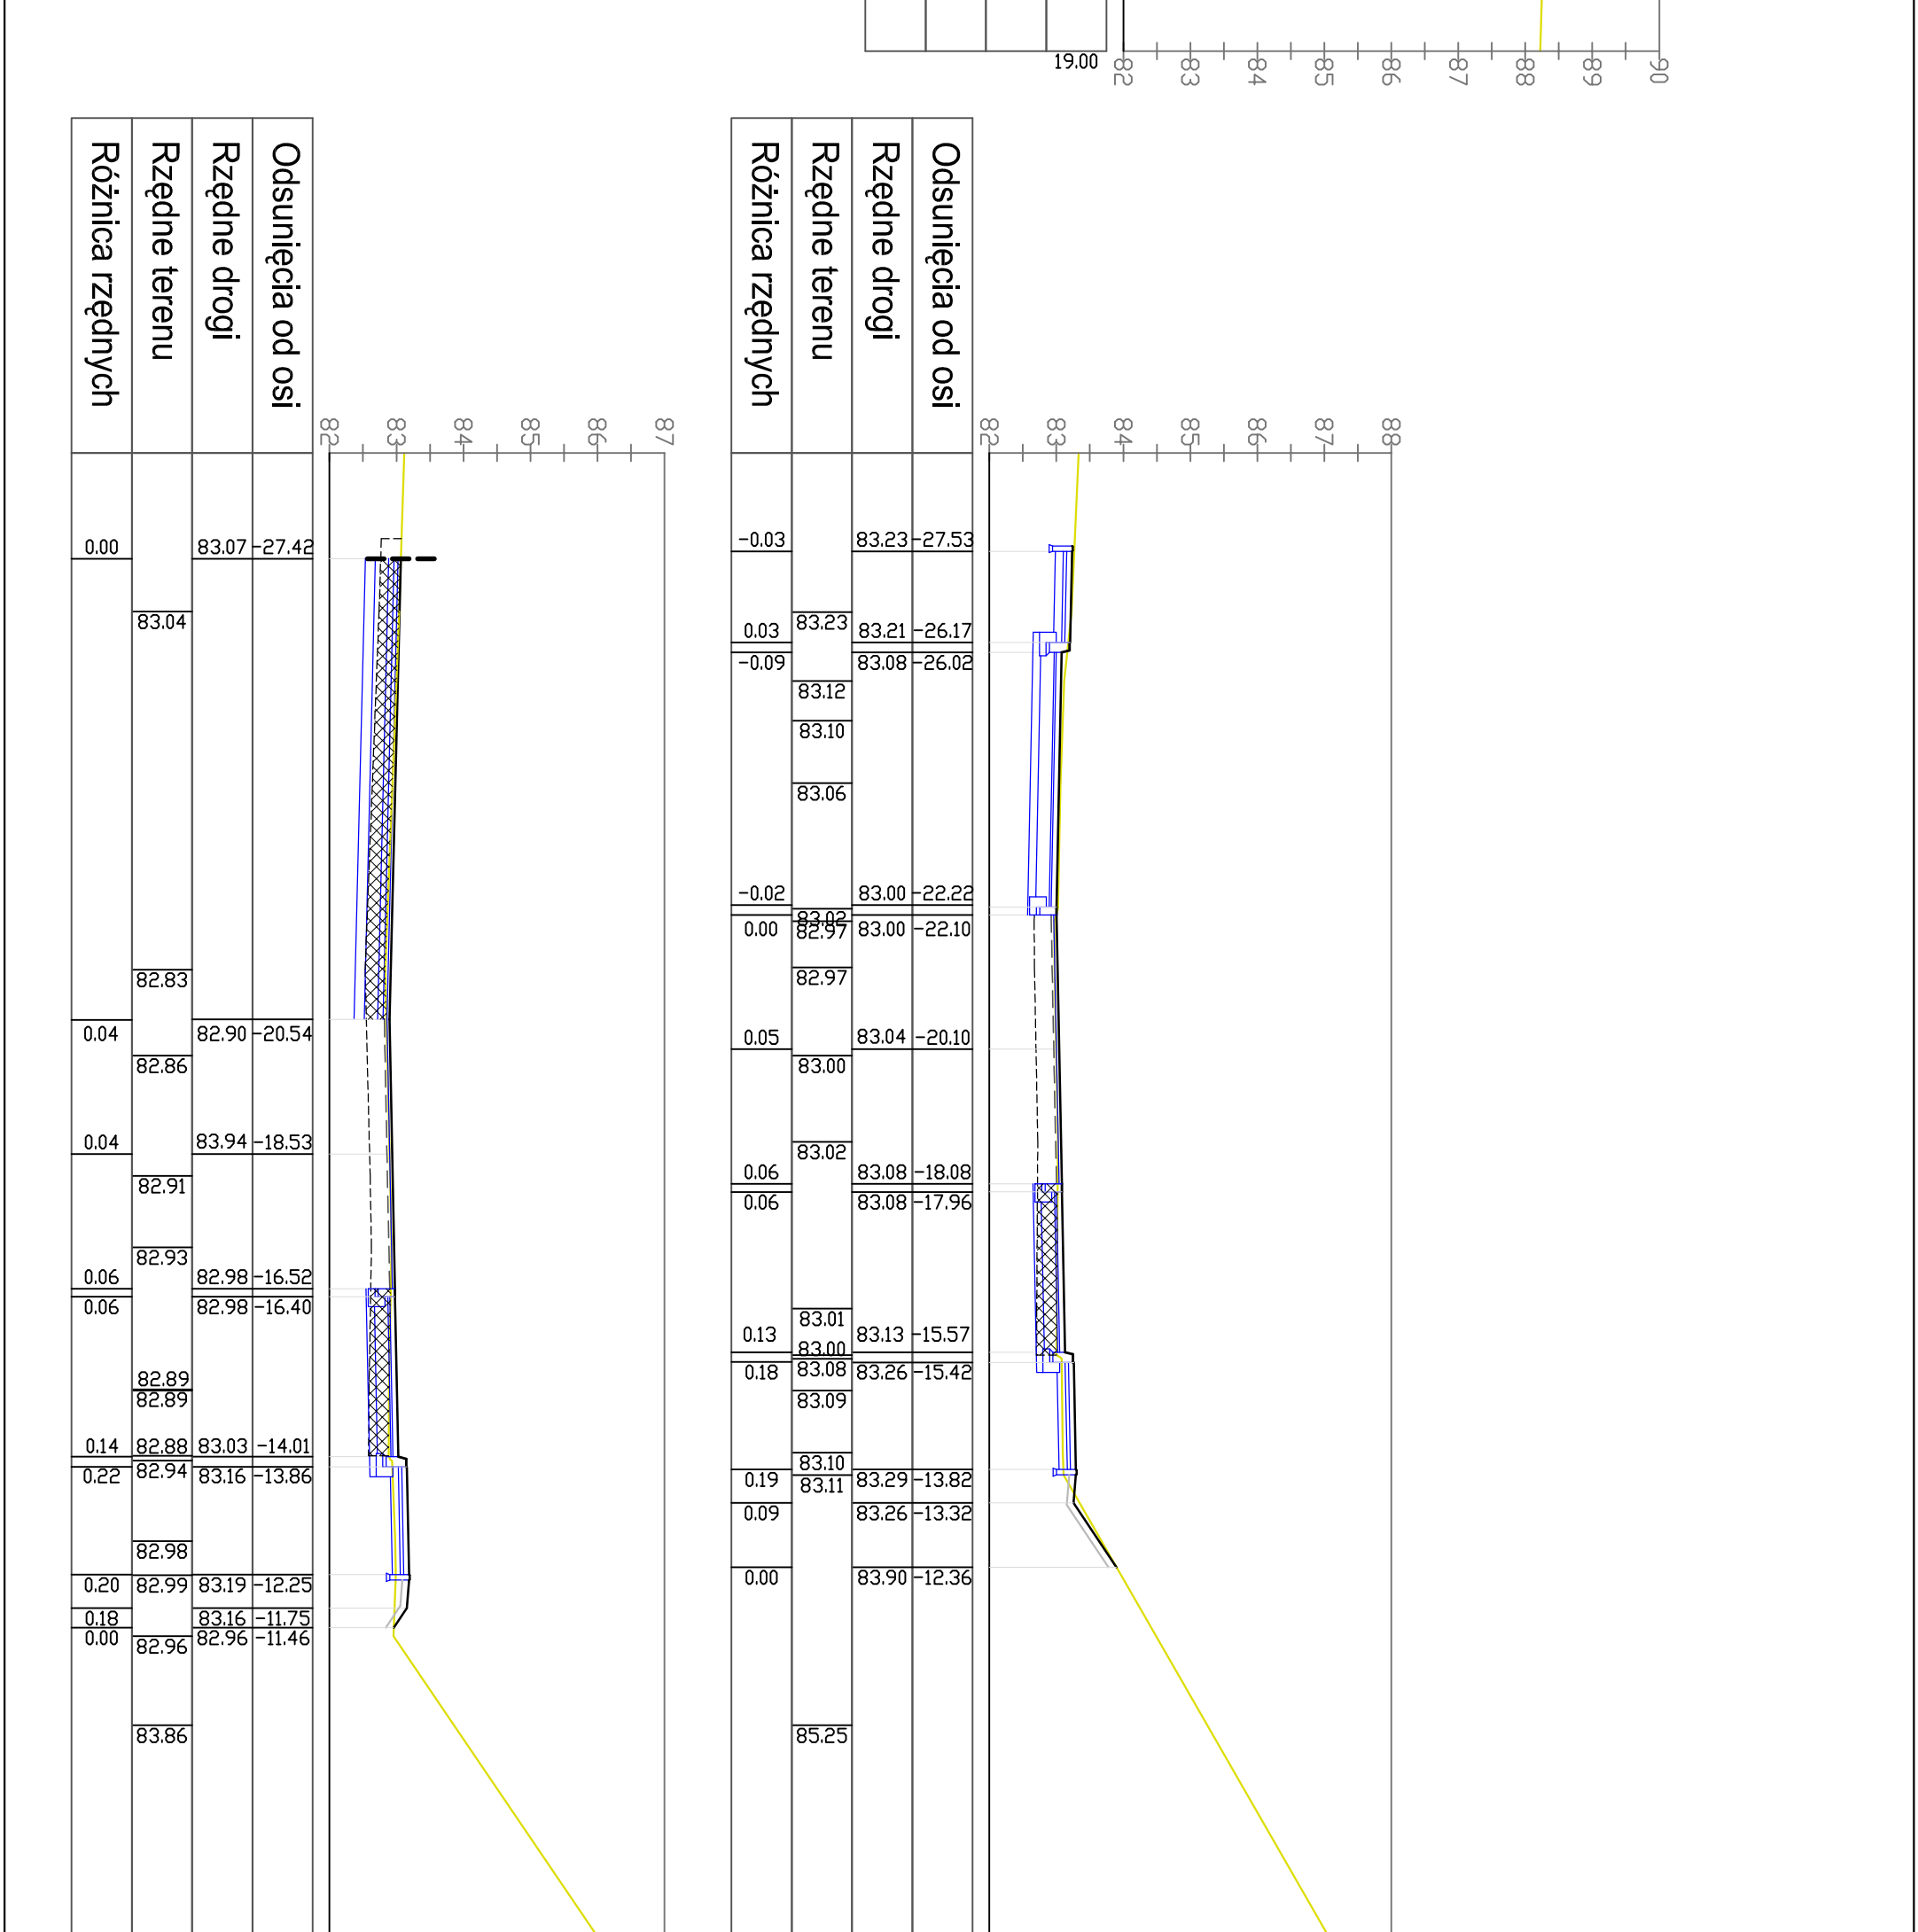 19.00
82 83 84 85 86 87 88 89 90
Różnica rzędnych
Rzędne terenu
Rzędne drogi
Odsunięcia od osi
82 83 84 85 86 87
0.00 83.07 -27.42
83.04
82.83
0.04 82.90 -20.54
82.86
0.04 83.94 -18.53
82.91
82.93
0.06 82.98 -16.52
0.06 82.98 -16.40
82.89
82.89
0.14 82.88 83.03 -14.01
0.22 82.94 83.16 -13.86
82.98
0.20 82.99 83.19 -12.25
0.18 83.16 -11.75
0.00 82.96 82.96 -11.46
83.86
Różnica rzędnych
Rzędne terenu
Rzędne drogi
Odsunięcia od osi
82 83 84 85 86 87 88
-0.03 83.23 -27.53
83.23
0.03 83.21 -26.17
-0.09 83.08 -26.02
83.12
83.10
83.06
-0.02 83.00 -22.22
83.02
0.00 82.97 83.00 -22.10
82.97
0.05 83.04 -20.10
83.00
83.02
0.06 83.08 -18.08
0.06 83.08 -17.96
83.01
0.13 83.13 -15.57
83.00
0.18 83.08 83.26 -15.42
83.09
83.10
0.19 83.11 83.29 -13.82
0.09 83.26 -13.32
0.00 83.90 -12.36
85.25